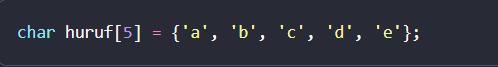 char huruf[5] = {'a', 'b', 'c', 'd', 'e'};